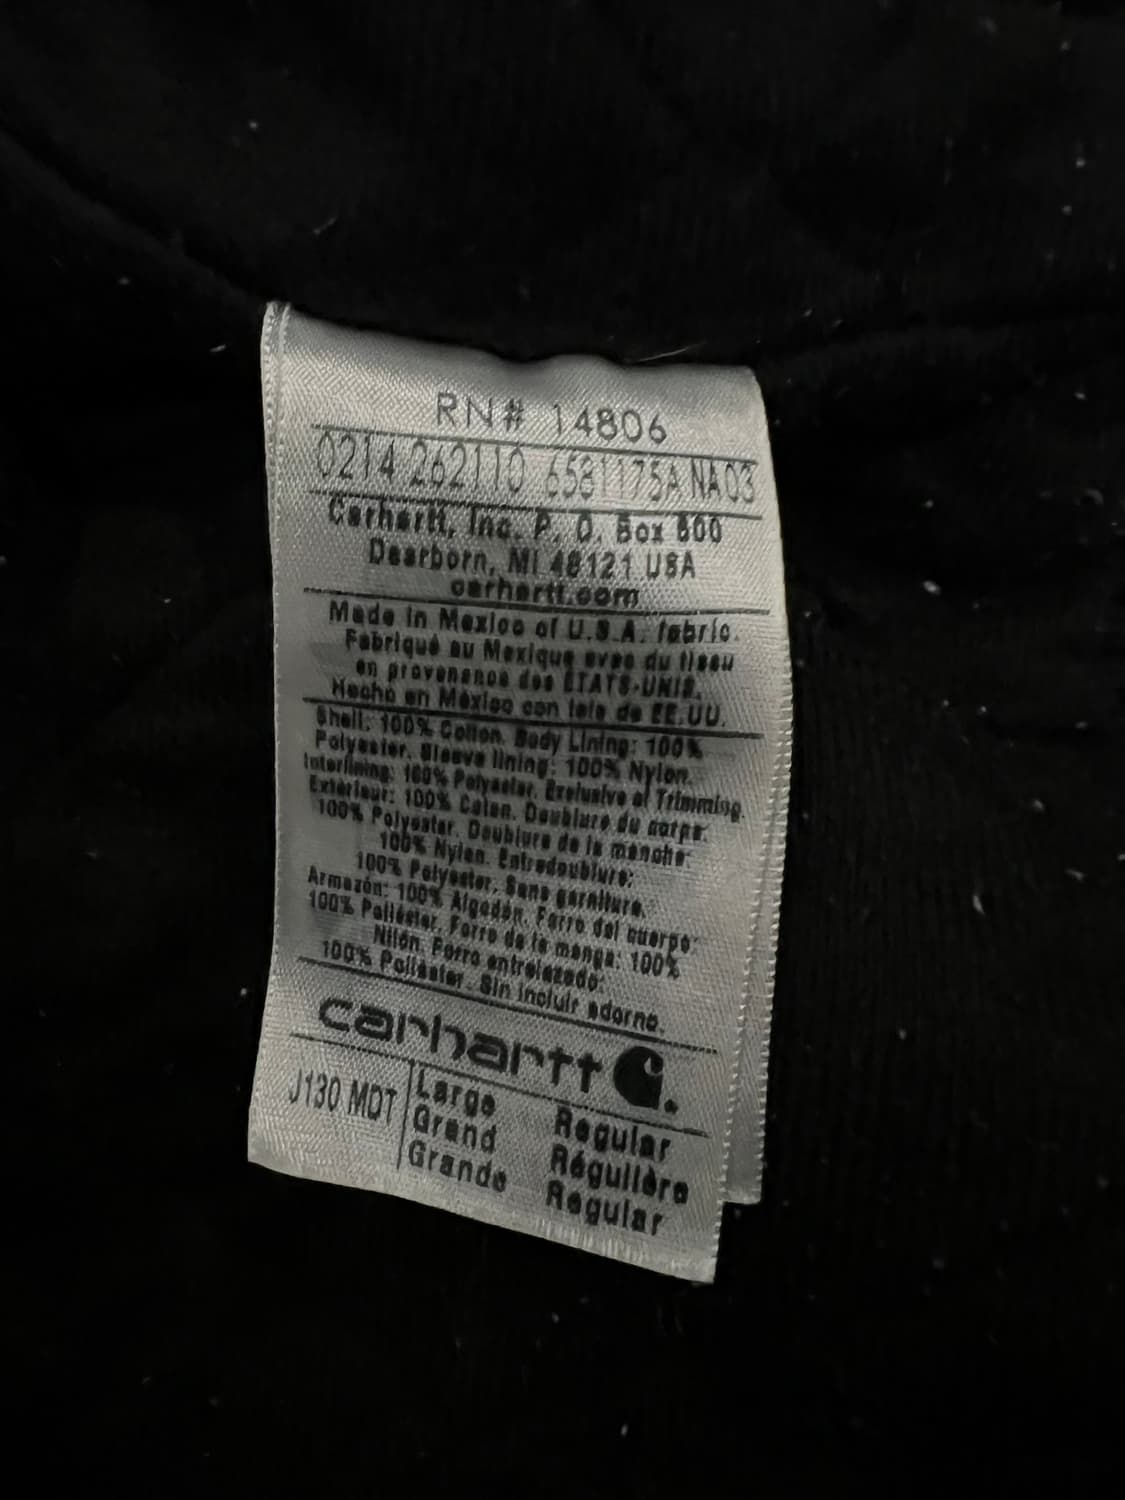 RN# 14806
0214 262110 6581175A NA03
Carhartt, Inc. P. O. Box 600
Dearborn, MI 48121 USA
carhartt.com
Made in Mexico of U.S.A. fabric.
Fabriqué au Mexique avec du tissu
en provenance des ÉTATS-UNIS.
Hecho en México con tela de EE.UU.
Shell: 100% Cotton. Body Lining: 100%
Polyester. Sleeve lining: 100% Nylon.
Interlining: 100% Polyester. Exclusive of Trimming.
Extérieur: 100% Coton. Doublure du corps:
100% Polyester. Doublure de la manche:
100% Nylon. Entredoublure:
100% Polyester. Sans garniture.
Armazón: 100% Algodón. Forro del cuerpo:
100% Poliéster. Forro de la manga: 100%
Nilón. Forro entrelazado:
100% Poliéster. Sin incluir adorno.
carhartt
J130 MDT Large Regular
Grand Régulière
Grande Regular